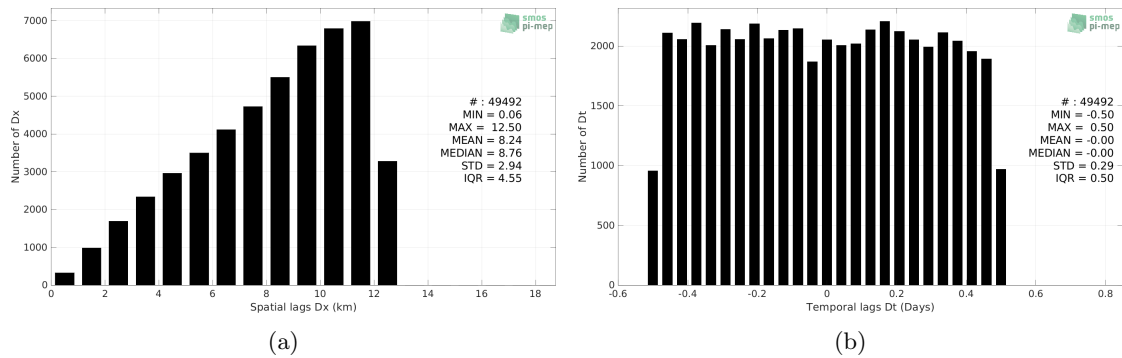 7000
6000
5000
4000
3000
2000
1000
0
Number of Dx
smos
pi-mep
# : 49492
MIN = 0.06
MAX = 12.50
MEAN = 8.24
MEDIAN = 8.76
STD = 2.94
IQR = 4.55
0 2 4 6 8 10 12 14 16 18
Spatial lags Dx (km)
(a)
2000
1500
1000
500
0
Number of Dt
smos
pi-mep
# : 49492
MIN = -0.50
MAX = 0.50
MEAN = -0.00
MEDIAN = -0.00
STD = 0.29
IQR = 0.50
-0.6 -0.4 -0.2 0 0.2 0.4 0.6 0.8
Temporal lags Dt (Days)
(b)